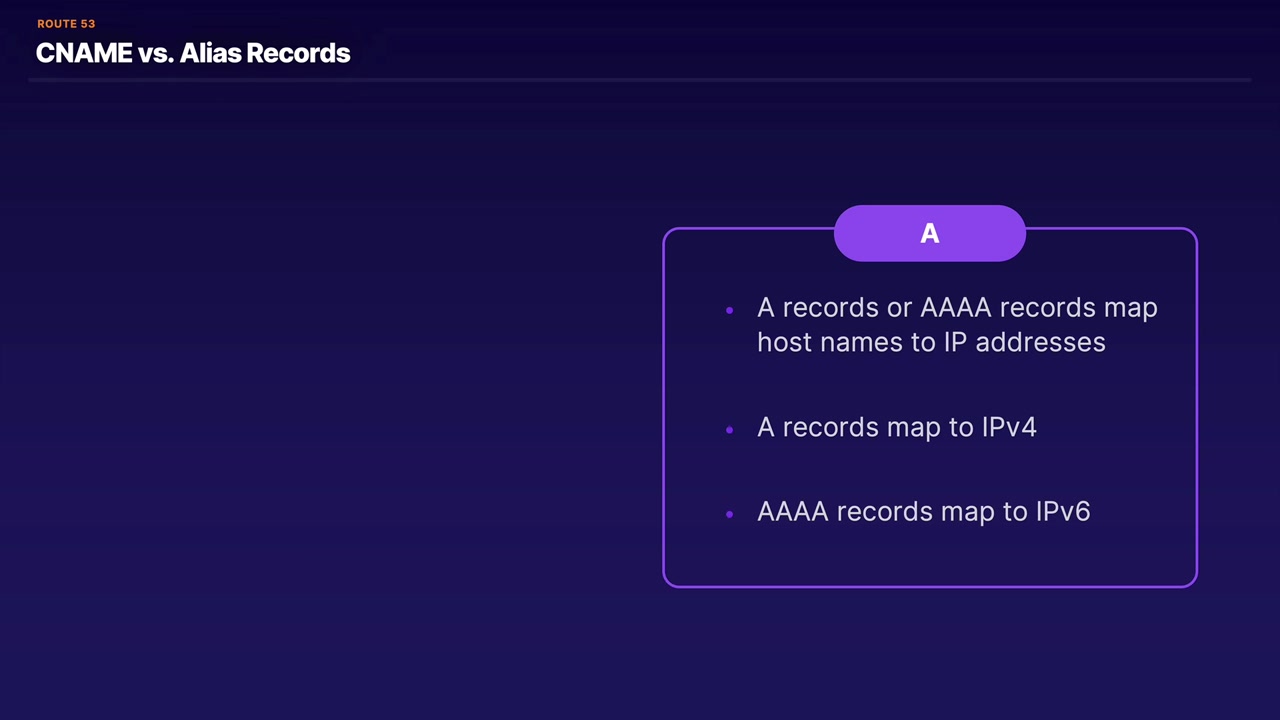 ROUTE 53
CNAME vs. Alias Records
A
• A records or AAAA records map
host names to IP addresses
• A records map to IPv4
• AAAA records map to IPv6